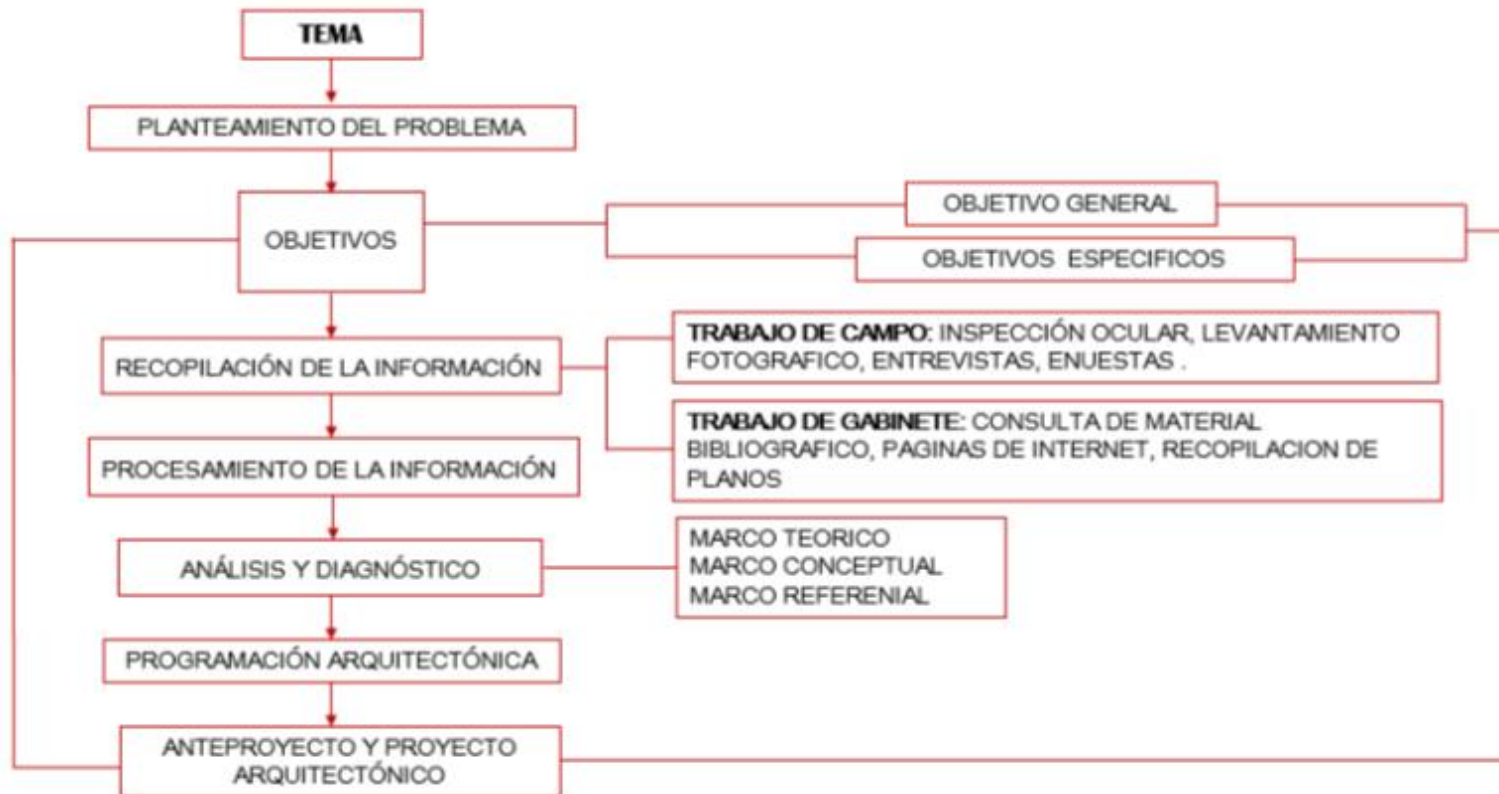 TEMA
PLANTEAMIENTO DEL PROBLEMA
OBJETIVOS
OBJETIVO GENERAL
OBJETIVOS ESPECIFICOS
RECOPILACIÓN DE LA INFORMACIÓN
TRABAJO DE CAMPO: INSPECCIÓN OCULAR, LEVANTAMIENTO
FOTOGRAFICO, ENTREVISTAS, ENUESTAS .
TRABAJO DE GABINETE: CONSULTA DE MATERIAL
BIBLIOGRAFICO, PAGINAS DE INTERNET, RECOPILACION DE
PLANOS
PROCESAMIENTO DE LA INFORMACIÓN
ANÁLISIS Y DIAGNÓSTICO
MARCO TEORICO
MARCO CONCEPTUAL
MARCO REFERENIAL
PROGRAMACIÓN ARQUITECTÓNICA
ANTEPROYECTO Y PROYECTO
ARQUITECTÓNICO